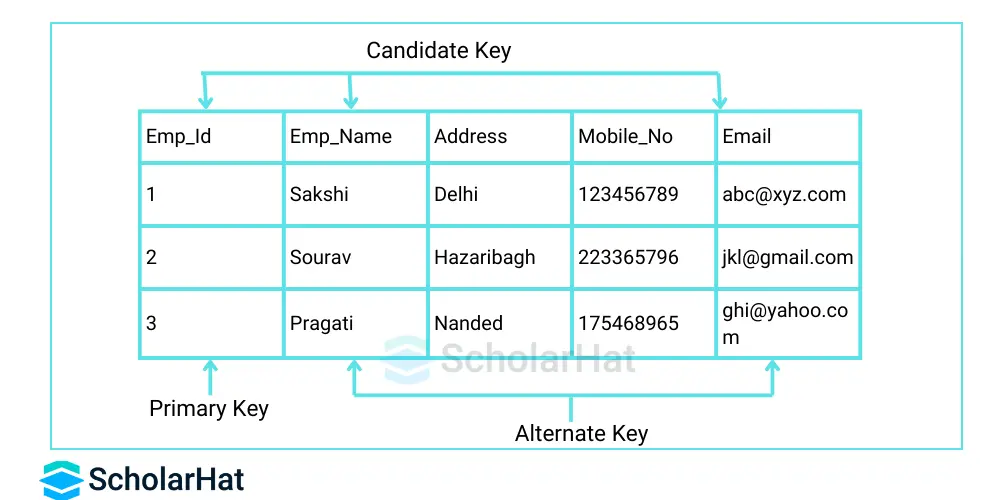 Candidate Key
Emp_Id Emp_Name Address Mobile_No Email
1 Sakshi Delhi 123456789 abc@xyz.com
2 Sourav Hazaribagh 223365796 jkl@gmail.com
3 Pragati Nanded 175468965 ghi@yahoo.co
m
ScholarHat
Primary Key
Alternate Key
ScholarHat